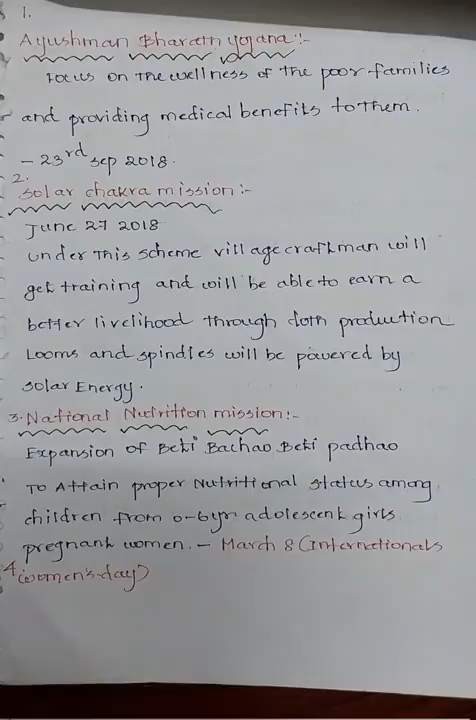 1.
Ayushman Bharath yojana :-
Focus on the wellness of the poor families
and providing medical benefits to them.
- 23rd sep 2018.
2.
Solar chakra mission :-
June 27 2018
under This scheme village craftman will
get training and will be able to earn a
better livelihood through cloth production
Looms and spindles will be powered by
solar Energy.
3. National Nutrition mission :-
Expansion of Beti Bachao Beti padhao
To Attain proper Nutritional status among
children from 0-6yrs adolescent girls
pregnant women. - March 8 (Internationals
4. women's day)